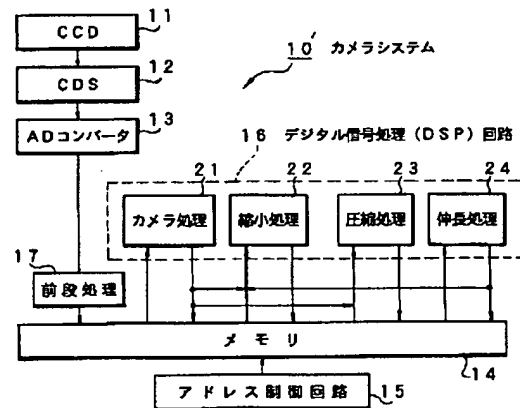 11
CCD
10' カメラシステム
12
CDS
13
ADコンバータ
16 デジタル信号処理(DSP)回路
21
22
23
24
カメラ処理
縮小処理
圧縮処理
伸長処理
17
前段処理
メモリ
14
アドレス制御回路
15